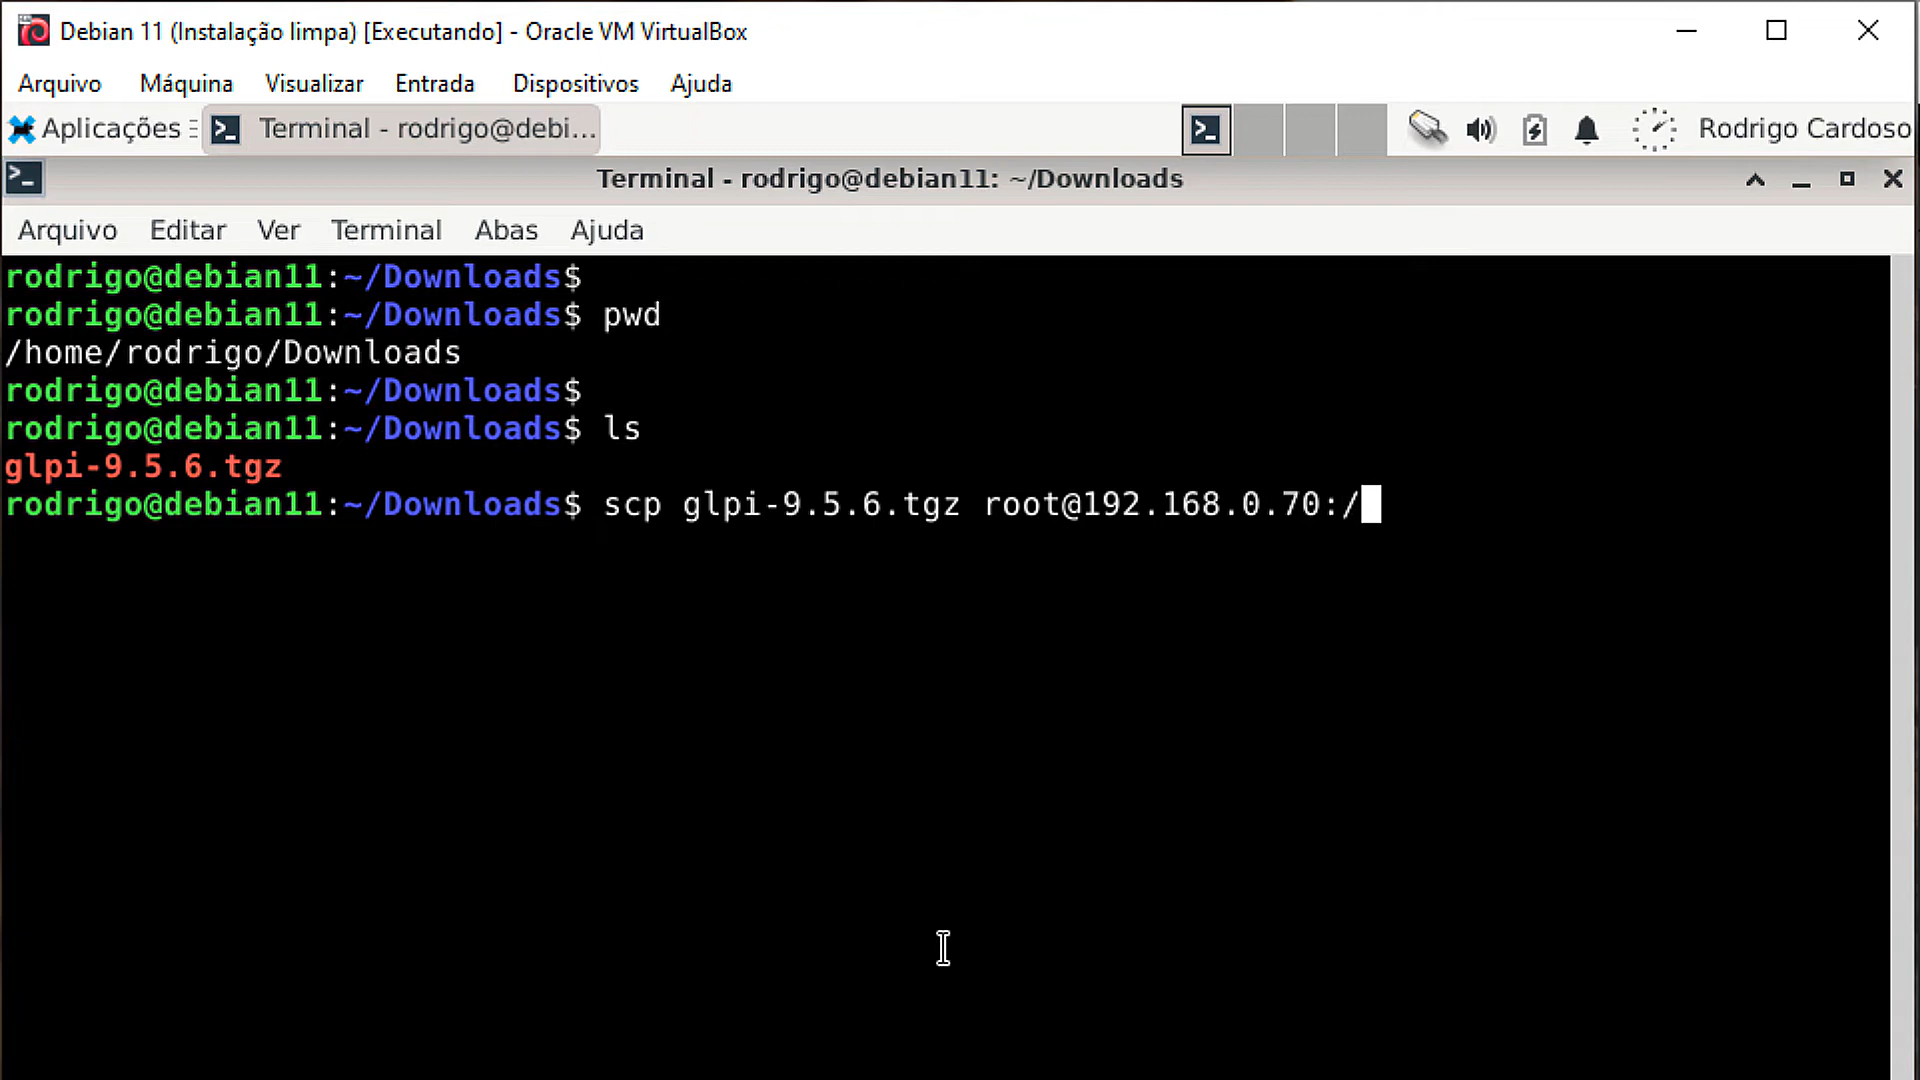 Debian 11 (Instalação limpa) [Executando] - Oracle VM VirtualBox
Arquivo Máquina Visualizar Entrada Dispositivos Ajuda
Aplicações Terminal - rodrigo@debi... Rodrigo Cardoso
Terminal - rodrigo@debian11: ~/Downloads
Arquivo Editar Ver Terminal Abas Ajuda
rodrigo@debian11:~/Downloads$
rodrigo@debian11:~/Downloads$ pwd
/home/rodrigo/Downloads
rodrigo@debian11:~/Downloads$
rodrigo@debian11:~/Downloads$ ls
glpi-9.5.6.tgz
rodrigo@debian11:~/Downloads$ scp glpi-9.5.6.tgz root@192.168.0.70:/